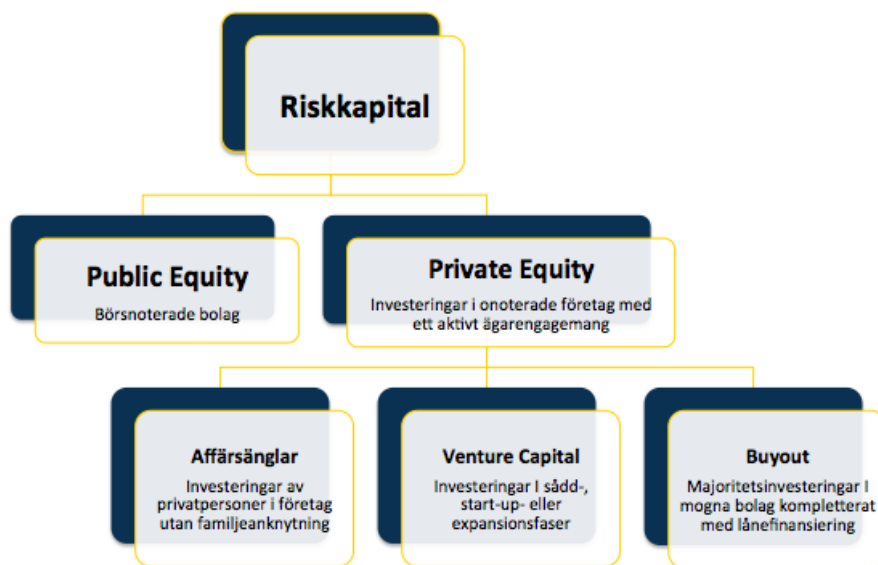 Riskkapital
Public Equity
Börsnoterade bolag
Private Equity
Investeringar i onoterade företag med
ett aktivt ägarengagemang
Affärsänglar
Investeringar av
privatpersoner i företag
utan familjeanknytning
Venture Capital
Investeringar I sådd-,
start-up- eller
expansionsfaser
Buyout
Majoritetsinvesteringar I
mogna bolag kompletterat
med lånefinansiering